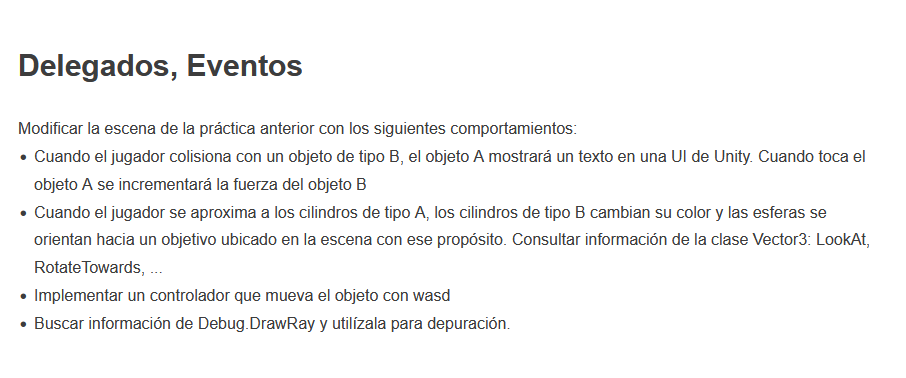 Delegados, Eventos
Modificar la escena de la práctica anterior con los siguientes comportamientos:
• Cuando el jugador colisiona con un objeto de tipo B, el objeto A mostrará un texto en una UI de Unity. Cuando toca el
objeto A se incrementará la fuerza del objeto B
• Cuando el jugador se aproxima a los cilindros de tipo A, los cilindros de tipo B cambian su color y las esferas se
orientan hacia un objetivo ubicado en la escena con ese propósito. Consultar información de la clase Vector3: LookAt,
RotateTowards, ...
• Implementar un controlador que mueva el objeto con wasd
• Buscar información de Debug.DrawRay y utilízala para depuración.